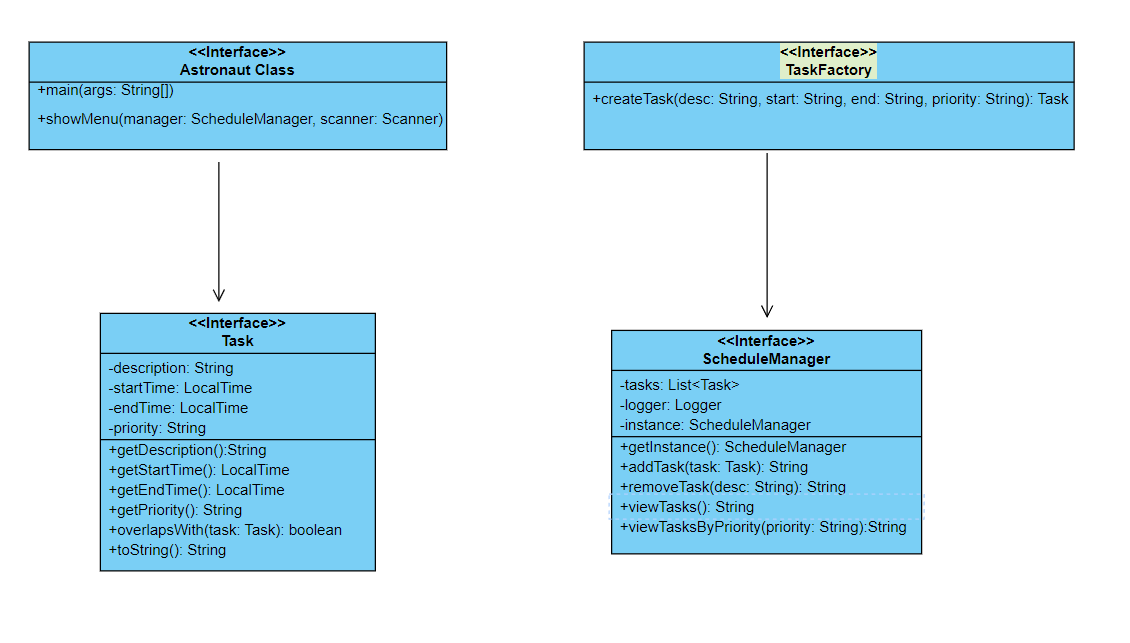 <<Interface>>
Astronaut Class
+main(args: String[])
+showMenu(manager: ScheduleManager, scanner: Scanner)
<<Interface>>
TaskFactory
+createTask(desc: String, start: String, end: String, priority: String): Task
<<Interface>>
Task
-description: String
-startTime: LocalTime
-endTime: LocalTime
-priority: String
+getDescription():String
+getStartTime(): LocalTime
+getEndTime(): LocalTime
+getPriority(): String
+overlapsWith(task: Task): boolean
+toString(): String
<<Interface>>
ScheduleManager
-tasks: List<Task>
-logger: Logger
-instance: ScheduleManager
+getInstance(): ScheduleManager
+addTask(task: Task): String
+removeTask(desc: String): String
+viewTasks(): String
+viewTasksByPriority(priority: String):String